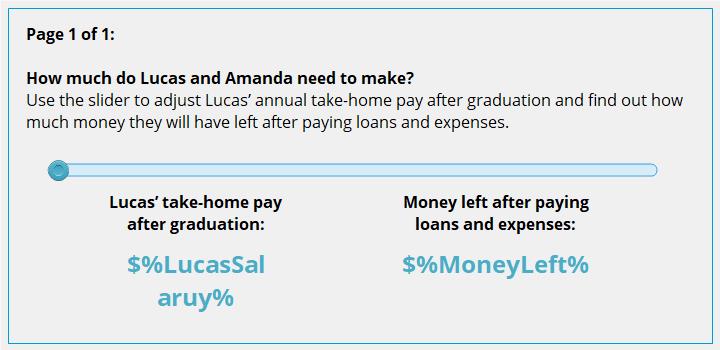 Page 1 of 1:
How much do Lucas and Amanda need to make?
Use the slider to adjust Lucas’ annual take-home pay after graduation and find out how
much money they will have left after paying loans and expenses.
Lucas’ take-home pay
after graduation:
$%LucasSal
aruy%
Money left after paying
loans and expenses:
$%MoneyLeft%